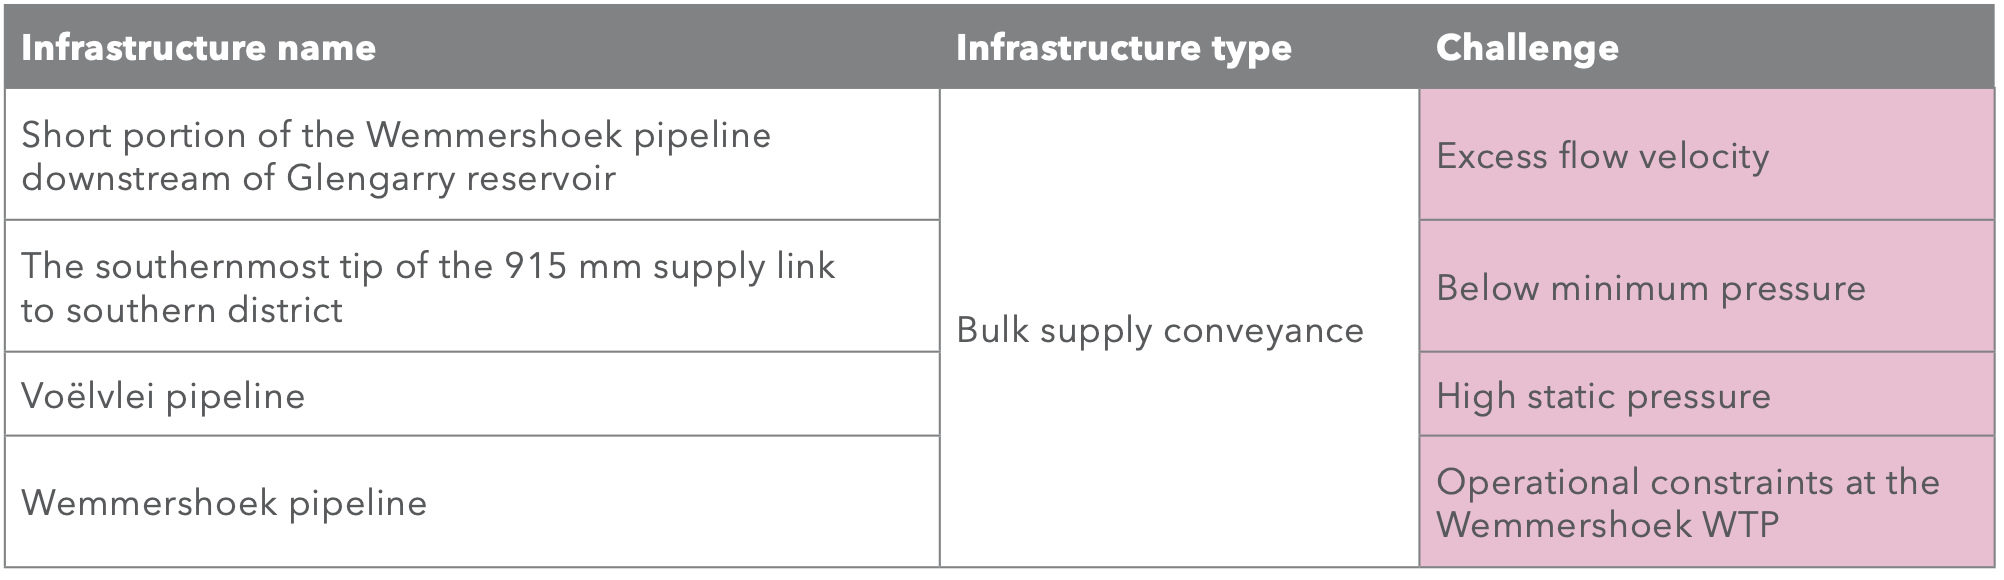 Infrastructure name
Infrastructure type
Challenge
Short portion of the Wemmershoek pipeline
downstream of Glengarry reservoir
Bulk supply conveyance
Excess flow velocity
The southernmost tip of the 915 mm supply link
to southern district
Below minimum pressure
Voëlvlei pipeline
High static pressure
Wemmershoek pipeline
Operational constraints at the
Wemmershoek WTP